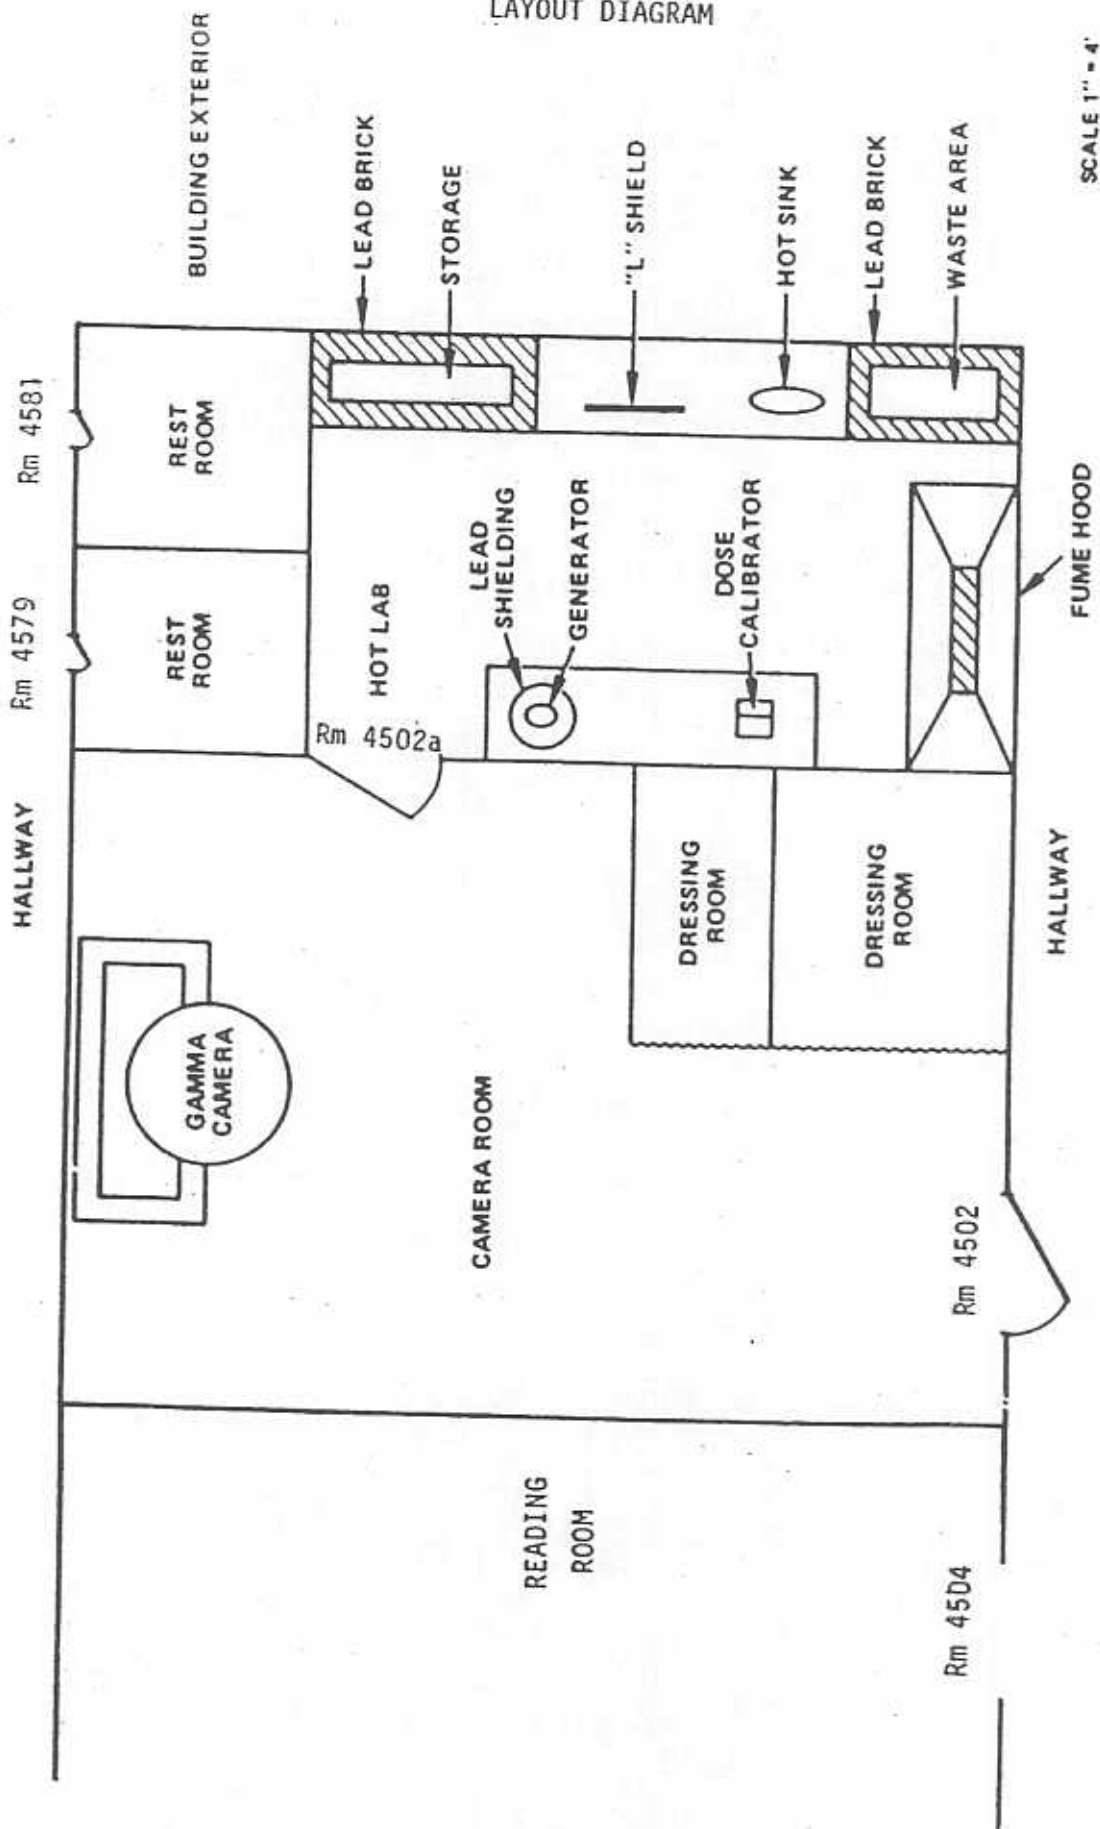 LAYOUT DIAGRAM
BUILDING EXTERIOR
LEAD BRICK
STORAGE
"L" SHIELD
HOT SINK
LEAD BRICK
WASTE AREA
SCALE 1" = 4'
Rm 4581
REST
ROOM
Rm 4579
REST
ROOM
HOT LAB
Rm 4502a
LEAD
SHIELDING
GENERATOR
DOSE
CALIBRATOR
FUME HOOD
HALLWAY
GAMMA
CAMERA
DRESSING
ROOM
DRESSING
ROOM
HALLWAY
CAMERA ROOM
Rm 4502
READING
ROOM
Rm 4504